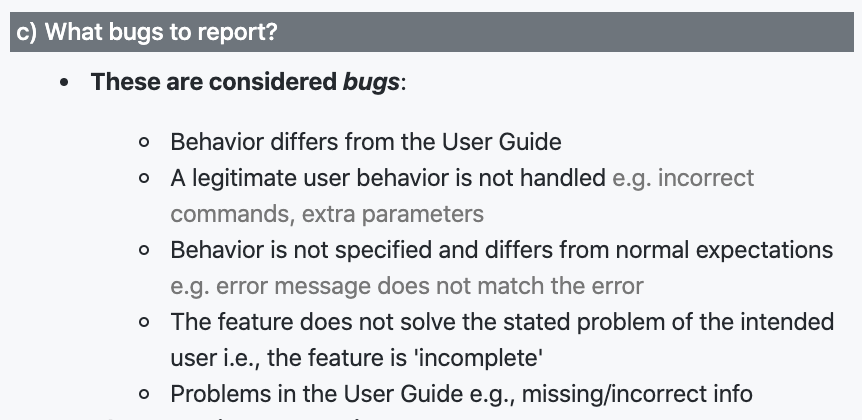 c) What bugs to report?
These are considered bugs:
Behavior differs from the User Guide
A legitimate user behavior is not handled e.g. incorrect
commands, extra parameters
Behavior is not specified and differs from normal expectations
e.g. error message does not match the error
The feature does not solve the stated problem of the intended
user i.e., the feature is 'incomplete'
Problems in the User Guide e.g., missing/incorrect info